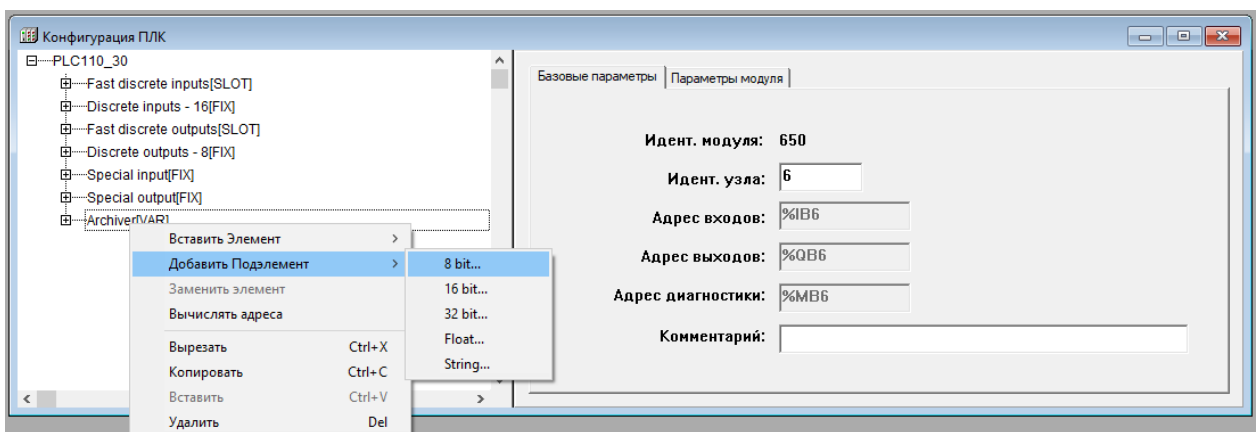 Конфигурация ПЛК
PLC110_30
Fast discrete inputs[SLOT]
Discrete inputs - 16[FIX]
Fast discrete outputs[SLOT]
Discrete outputs - 8[FIX]
Special input[FIX]
Special output[FIX]
Archiver[VAR]
Вставить Элемент
Добавить Подэлемент
Заменить элемент
Вычислять адреса
Вырезать Ctrl+X
Копировать Ctrl+C
Вставить Ctrl+V
Удалить Del
8 bit...
16 bit...
32 bit...
Float...
String...
Базовые параметры Параметры модуля
Идент. модуля: 650
Идент. узла: 6
Адрес входов: %IB6
Адрес выходов: %QB6
Адрес диагностики: %MB6
Комментарий: